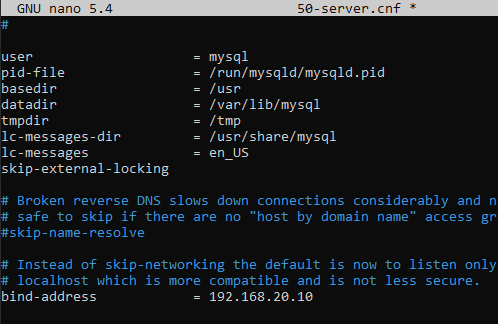 GNU nano 5.4 50-server.cnf *
#
user = mysql
pid-file = /run/mysqld/mysqld.pid
basedir = /usr
datadir = /var/lib/mysql
tmpdir = /tmp
lc-messages-dir = /usr/share/mysql
lc-messages = en_US
skip-external-locking
# Broken reverse DNS slows down connections considerably and n
# safe to skip if there are no "host by domain name" access gr
#skip-name-resolve
# Instead of skip-networking the default is now to listen only
# localhost which is more compatible and is not less secure.
bind-address = 192.168.20.10